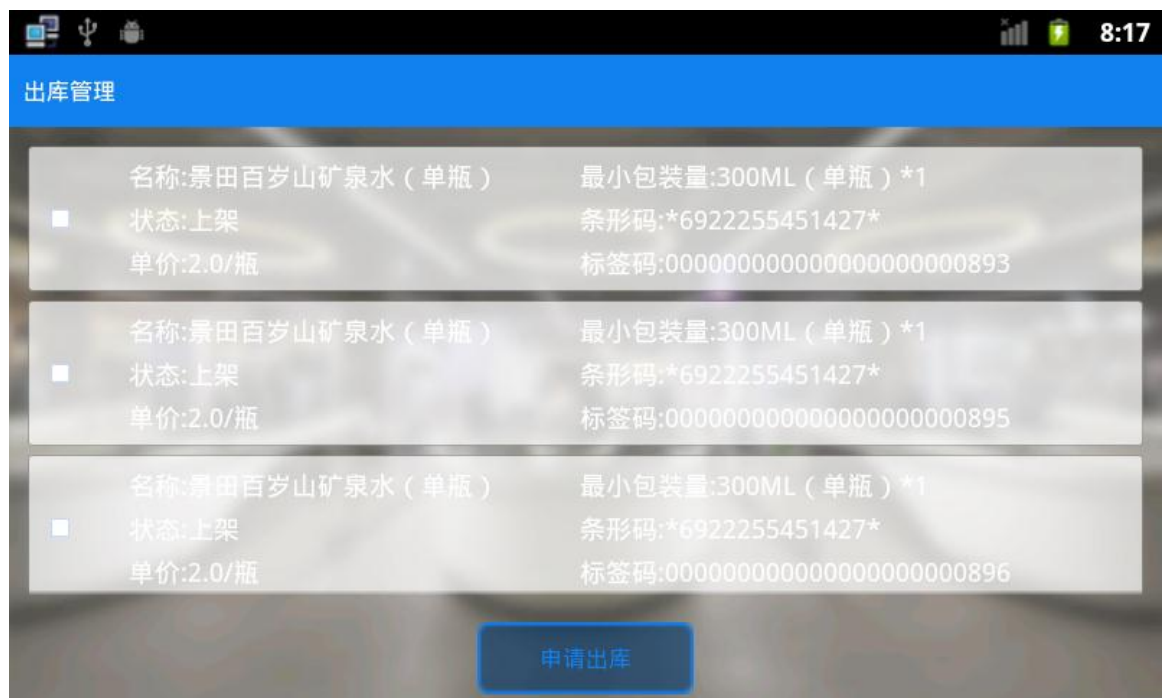 8:17
出库管理
名称:景田百岁山矿泉水（单瓶） 最小包装量:300ML（单瓶）*1
状态:上架 条形码:*6922255451427*
单价:2.0/瓶 标签码:000000000000000000000893
名称:景田百岁山矿泉水（单瓶） 最小包装量:300ML（单瓶）*1
状态:上架 条形码:*6922255451427*
单价:2.0/瓶 标签码:000000000000000000000895
名称:景田百岁山矿泉水（单瓶） 最小包装量:300ML（单瓶）*1
状态:上架 条形码:*6922255451427*
单价:2.0/瓶 标签码:000000000000000000000896
申请出库